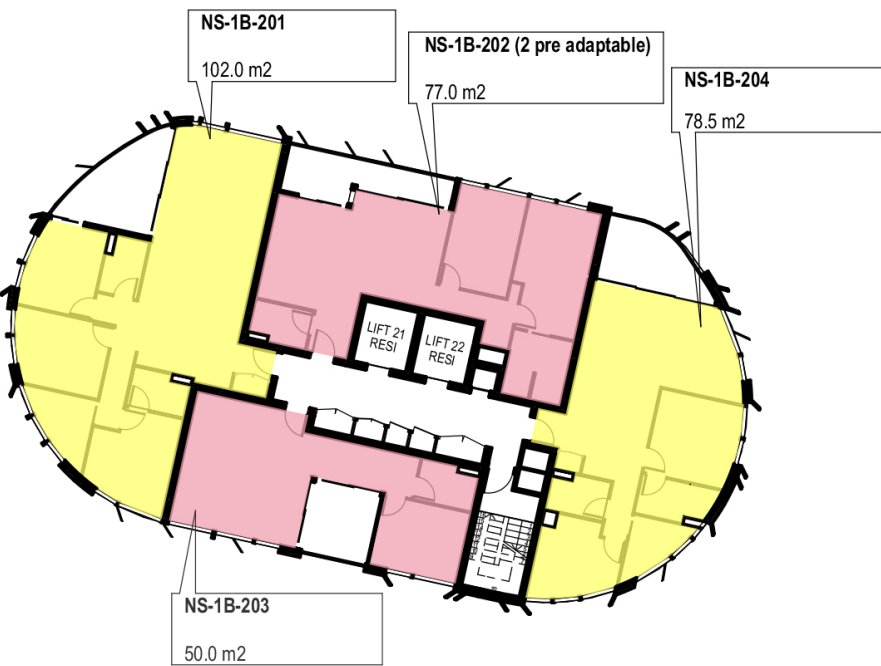 NS-1B-201
102.0 m2
NS-1B-202 (2 pre adaptable)
77.0 m2
NS-1B-204
78.5 m2
LIFT 21
RESI
LIFT 22
RESI
NS-1B-203
50.0 m2